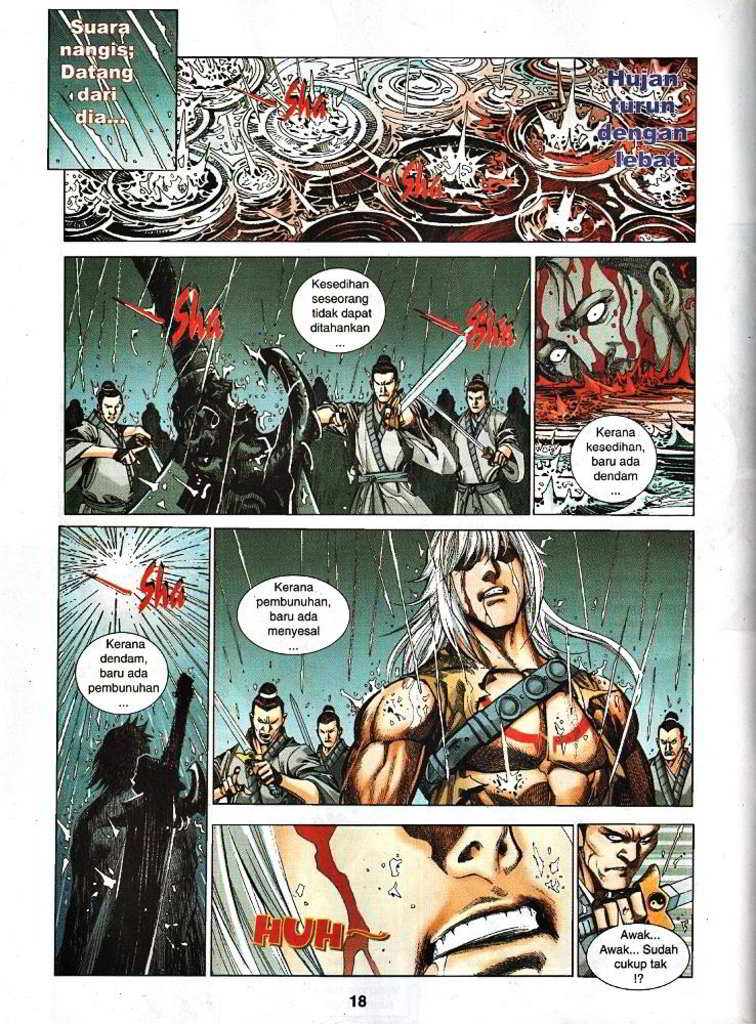 Suara
nangis;
Datang
dari
dia...
Hujan
turun
dengan
lebat
Sha
Sha
Sha
Kesedihan
seseorang
tidak dapat
ditahankan
...
Ssha
Kerana
kesedihan,
baru ada
dendam
...
Sha
Kerana
dendam,
baru ada
pembunuhan
...
Kerana
pembunuhan,
baru ada
menyesal
...
HUH~
Awak...
Awak... Sudah
cukup tak
!?
18